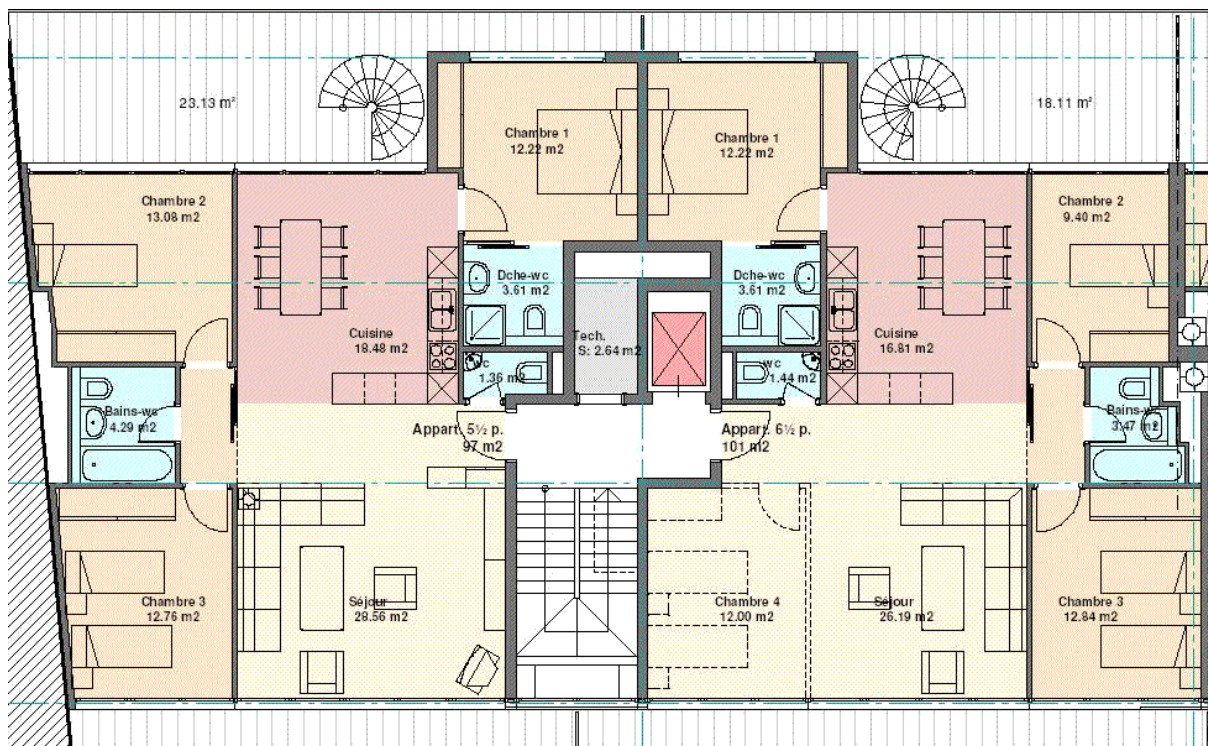 23.13 m²
18.11 m²
Chambre 1
12.22 m2
Chambre 1
12.22 m2
Chambre 2
13.08 m2
Chambre 2
9.40 m2
Dche-wc
3.61 m2
Dche-wc
3.61 m2
Cuisine
18.48 m2
Tech.
S: 2.64 m2
Cuisine
16.81 m2
wc
1.36 m2
wc
1.44 m2
Bains-wc
4.29 m2
Bains-wc
3.47 m2
Appart. 5½ p.
97 m2
Appart. 6½ p.
101 m2
Chambre 3
12.76 m2
Séjour
28.56 m2
Chambre 4
12.00 m2
Séjour
26.19 m2
Chambre 3
12.84 m2